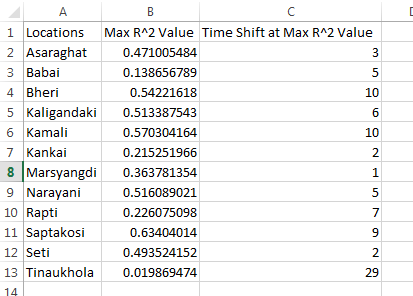 A B C D
1 Locations Max R^2 Value Time Shift at Max R^2 Value
2 Asaraghat 0.471005484 3
3 Babai 0.138656789 5
4 Bheri 0.54221618 10
5 Kaligandaki 0.513387543 6
6 Kamali 0.570304164 10
7 Kankai 0.215251966 2
8 Marsyangdi 0.363781354 1
9 Narayani 0.516089021 5
10 Rapti 0.226075098 7
11 Saptakosi 0.63404014 9
12 Seti 0.493524152 2
13 Tinaukhola 0.019869474 29
14